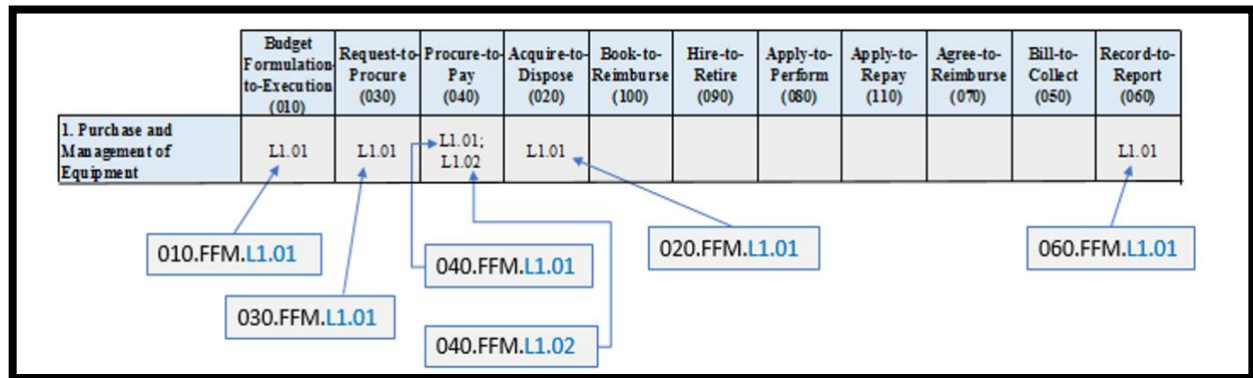 Budget
Formulation-
to-Execution
(010)
Request-to-
Procure
(030)
Procure-to-
Pay
(040)
Acquire-to-
Dispose
(020)
Book-to-
Reimburse
(100)
Hire-to-
Retire
(090)
Apply-to-
Perform
(080)
Apply-to-
Repay
(110)
Agree-to-
Reimburse
(070)
Bill-to-
Collect
(050)
Record-to-
Report
(060)
1. Purchase and
Management of
Equipment
L1.01
L1.01
L1.01;
L1.02
L1.01
L1.01
010.FFM.L1.01
030.FFM.L1.01
040.FFM.L1.01
040.FFM.L1.02
020.FFM.L1.01
060.FFM.L1.01